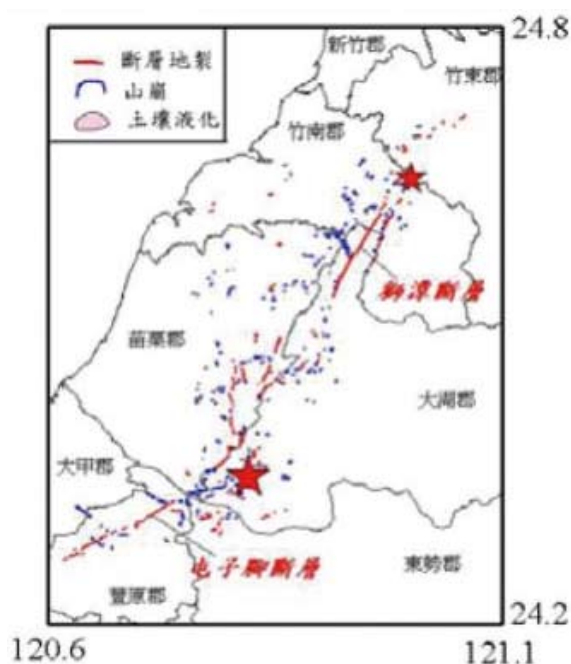 24.8
斷層地裂
山崩
土壤液化
新竹郡
竹東郡
竹南郡
獅潭斷層
苗栗郡
大湖郡
大甲郡
屯子腳斷層
東勢郡
豐原郡
24.2
120.6
121.1